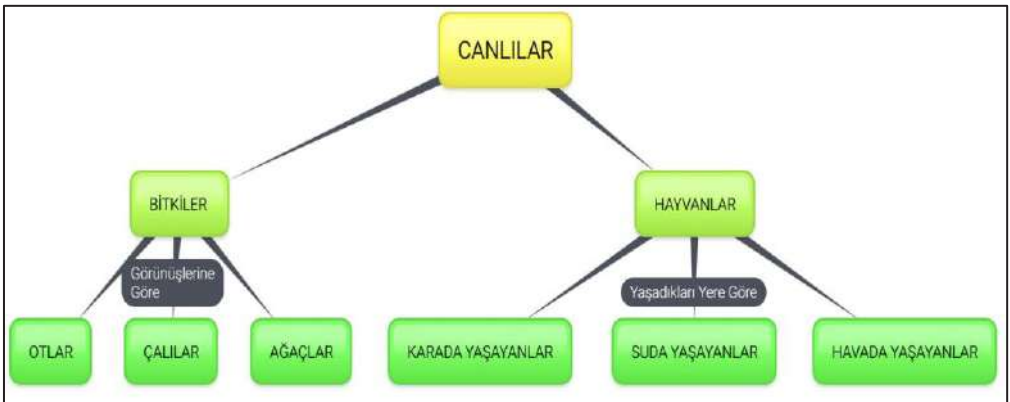 CANLILAR
BİTKİLER
HAYVANLAR
Görünüşlerine
Göre
Yaşadıkları Yere Göre
OTLAR
ÇALILAR
AĞAÇLAR
KARADA YAŞAYANLAR
SUDA YAŞAYANLAR
HAVADA YAŞAYANLAR